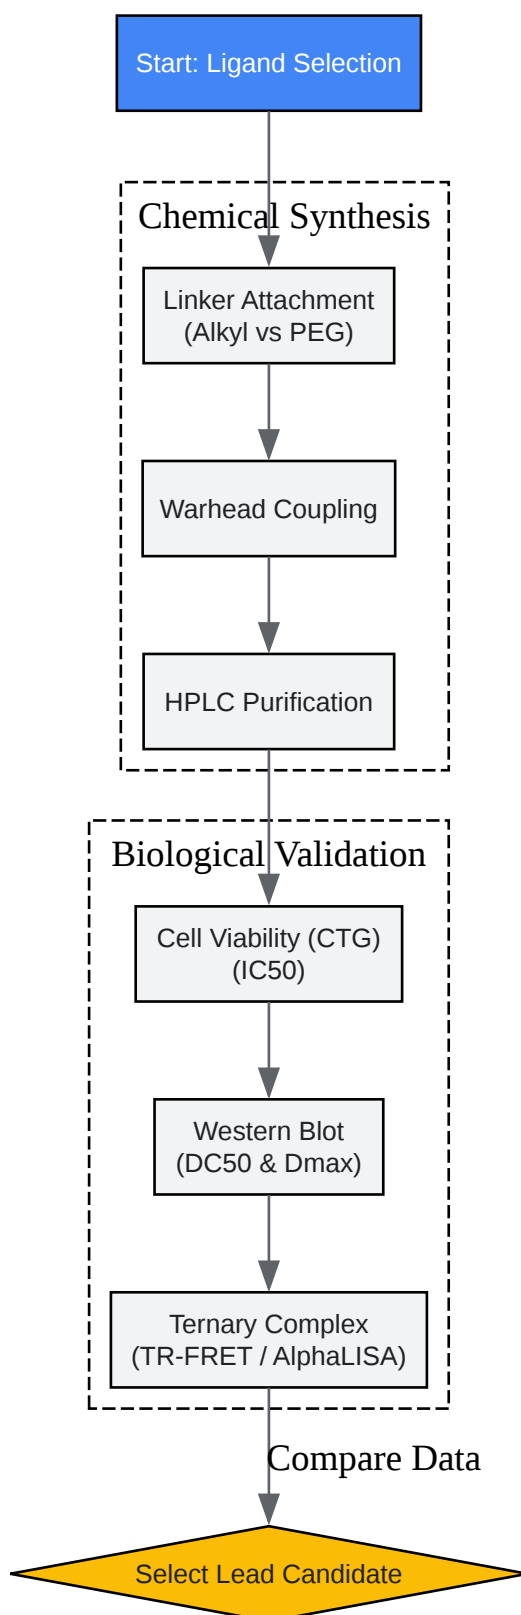 Start: Ligand Selection
Chemical Synthesis
Linker Attachment
(Alkyl vs PEG)
Warhead Coupling
HPLC Purification
Biological Validation
Cell Viability (CTG)
(IC50)
Western Blot
(DC50 & Dmax)
Ternary Complex
(TR-FRET / AlphaLISA)
Compare Data
Select Lead Candidate